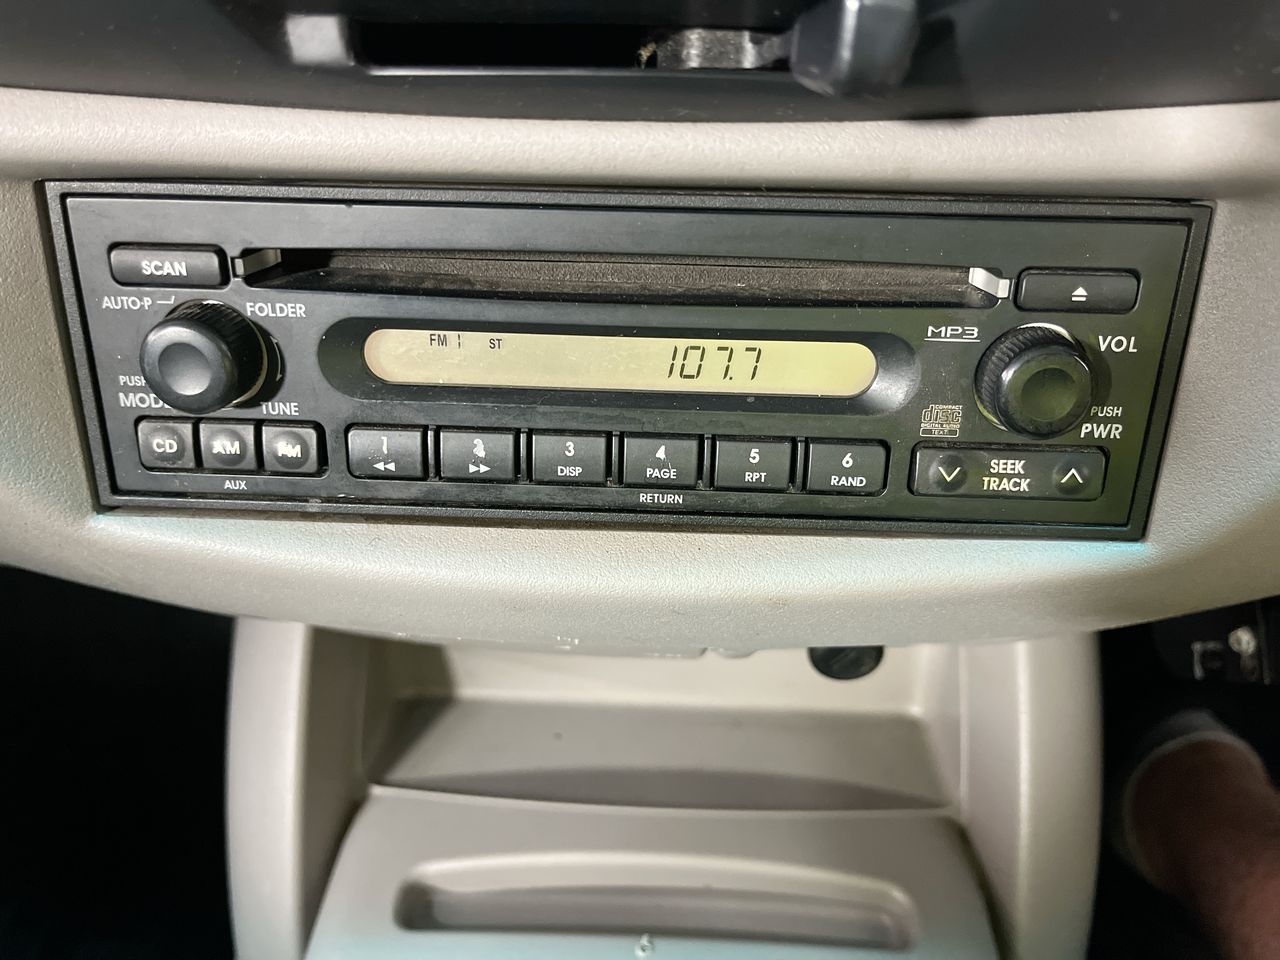 SCAN
AUTO-P
FOLDER
FM 1 ST 107.7
MP3
VOL
PUSH
MODE
TUNE
COMPACT
disc
DIGITAL AUDIO
TEXT
PUSH
PWR
CD AM FM
AUX
1 2 3 DISP 4 PAGE 5 RPT 6 RAND
RETURN
SEEK
TRACK